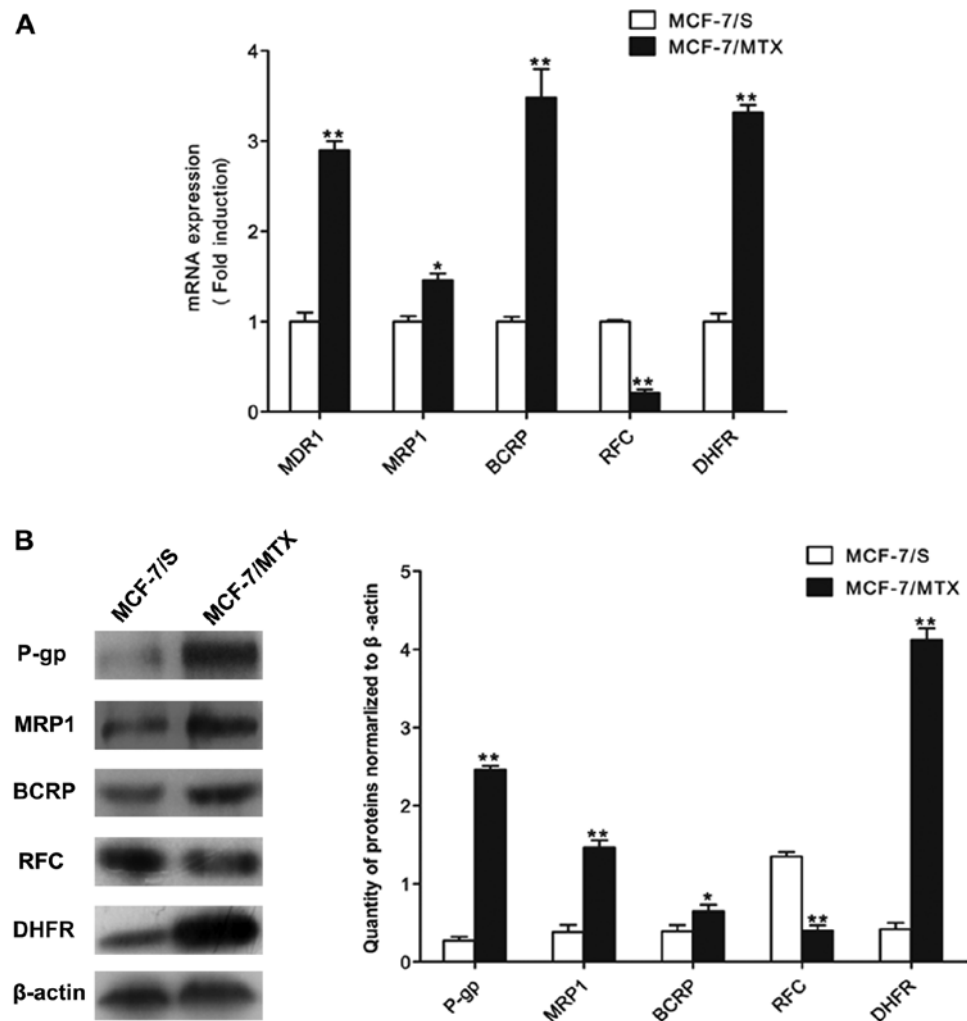 A
MCF-7/S
MCF-7/MTX
mRNA expression
( Fold induction)
4
3
2
1
0
**
*
**
**
**
MDR1
MRP1
BCRP
RFC
DHFR
B
MCF-7/S
MCF-7/MTX
P-gp
MRP1
BCRP
RFC
DHFR
β-actin
MCF-7/S
MCF-7/MTX
Quantity of proteins normarlized to β -actin
5
4
3
2
1
0
**
**
*
**
**
P-gp
MRP1
BCRP
RFC
DHFR